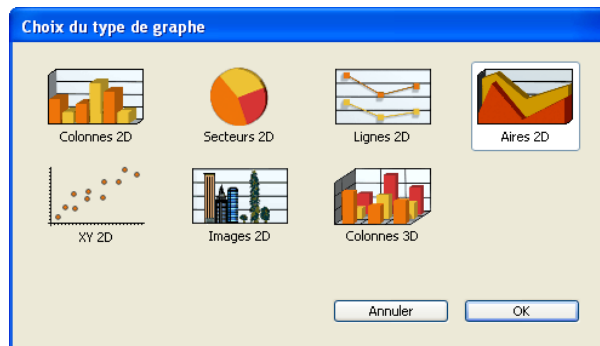 Choix du type de graphe
Colonnes 2D
Secteurs 2D
Lignes 2D
Aires 2D
XY 2D
Images 2D
Colonnes 3D
Annuler
OK